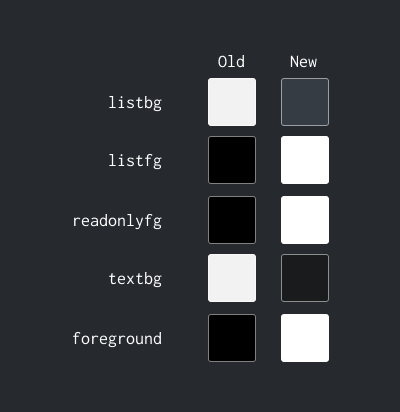 Old New
listbg
listfg
readonlyfg
textbg
foreground